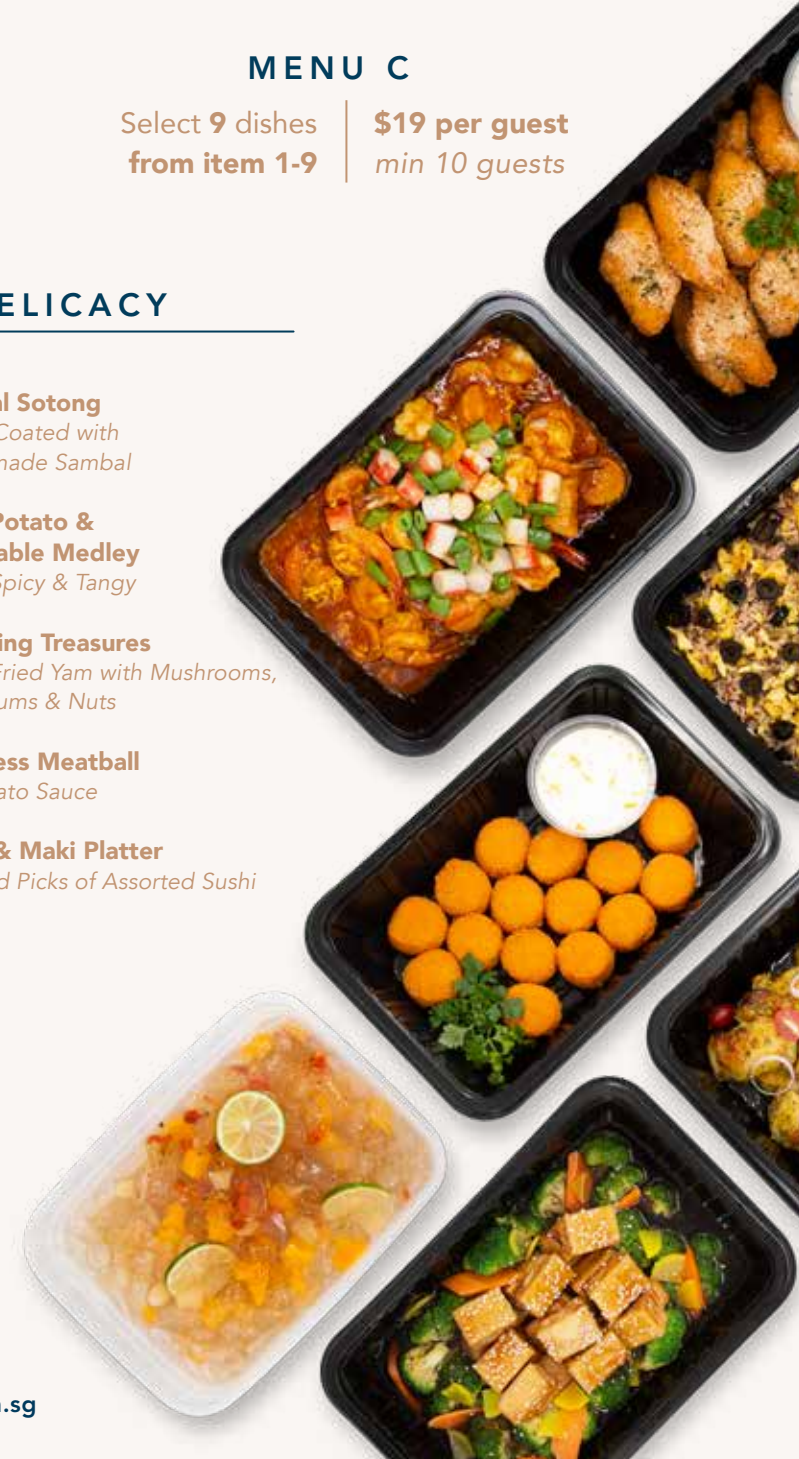 MENU C
Select 9 dishes
from item 1-9
$19 per guest
min 10 guests
ELICACY
al Sotong
Coated with
made Sambal
Potato &
able Medley
Spicy & Tangy
ing Treasures
Fried Yam with Mushrooms,
ums & Nuts
ess Meatball
ato Sauce
& Maki Platter
d Picks of Assorted Sushi
.sg